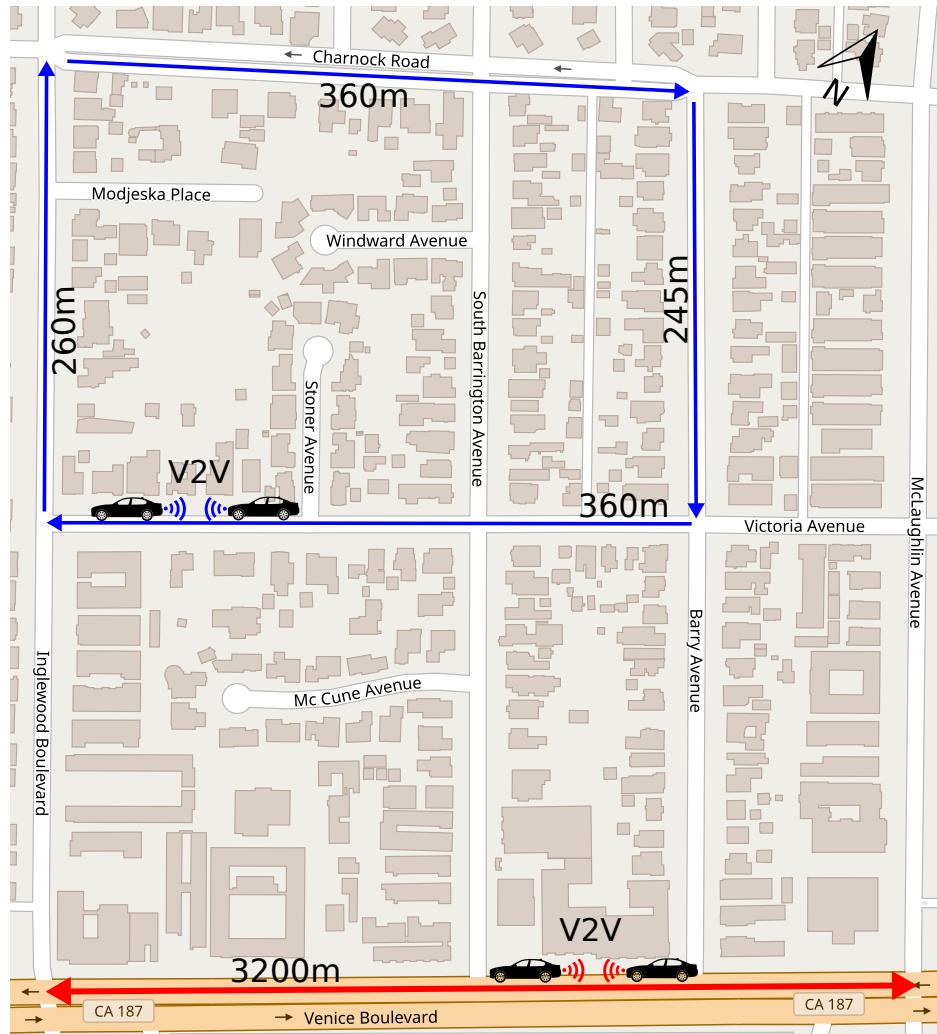 Charnock Road
360m
N
Modjeska Place
Windward Avenue
260m
245m
South Barrington Avenue
Stoner Avenue
V2V
360m
McLaughlin Avenue
Victoria Avenue
Barry Avenue
Inglewood Boulevard
Mc Cune Avenue
V2V
3200m
CA 187
CA 187
Venice Boulevard